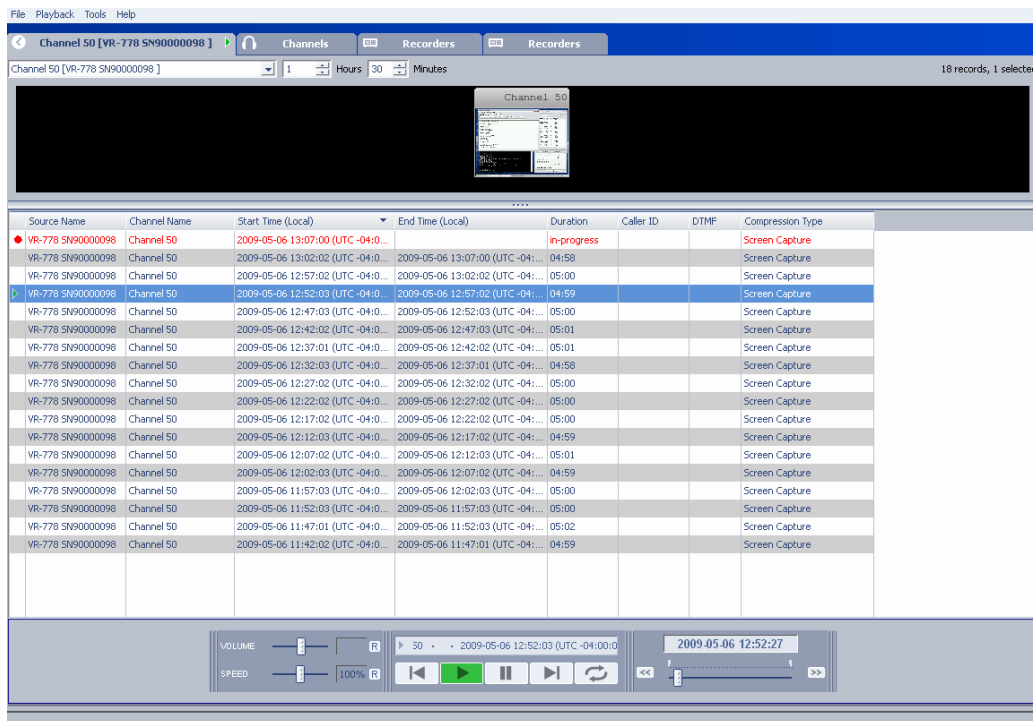 File Playback Tools Help
Channel 50 [VR-778 SN90000098 ] Channels Recorders Recorders
Channel 50 [VR-778 SN90000098 ] 1 Hours 30 Minutes 18 records, 1 selected
Channel 50
Source Name Channel Name Start Time (Local) End Time (Local) Duration Caller ID DTMF Compression Type
VR-778 SN90000098 Channel 50 2009-05-06 13:07:00 (UTC -04:0... in-progress Screen Capture
VR-778 SN90000098 Channel 50 2009-05-06 13:02:02 (UTC -04:0... 2009-05-06 13:07:00 (UTC -04:... 04:58 Screen Capture
VR-778 SN90000098 Channel 50 2009-05-06 12:57:02 (UTC -04:0... 2009-05-06 13:02:02 (UTC -04:... 05:00 Screen Capture
VR-778 SN90000098 Channel 50 2009-05-06 12:52:03 (UTC -04:0... 2009-05-06 12:57:02 (UTC -04:... 04:59 Screen Capture
VR-778 SN90000098 Channel 50 2009-05-06 12:47:03 (UTC -04:0... 2009-05-06 12:52:03 (UTC -04:... 05:00 Screen Capture
VR-778 SN90000098 Channel 50 2009-05-06 12:42:02 (UTC -04:0... 2009-05-06 12:47:03 (UTC -04:... 05:01 Screen Capture
VR-778 SN90000098 Channel 50 2009-05-06 12:37:01 (UTC -04:0... 2009-05-06 12:42:02 (UTC -04:... 05:01 Screen Capture
VR-778 SN90000098 Channel 50 2009-05-06 12:32:03 (UTC -04:0... 2009-05-06 12:37:01 (UTC -04:... 04:58 Screen Capture
VR-778 SN90000098 Channel 50 2009-05-06 12:27:02 (UTC -04:0... 2009-05-06 12:32:02 (UTC -04:... 05:00 Screen Capture
VR-778 SN90000098 Channel 50 2009-05-06 12:22:02 (UTC -04:0... 2009-05-06 12:27:02 (UTC -04:... 05:00 Screen Capture
VR-778 SN90000098 Channel 50 2009-05-06 12:17:02 (UTC -04:0... 2009-05-06 12:22:02 (UTC -04:... 05:00 Screen Capture
VR-778 SN90000098 Channel 50 2009-05-06 12:12:03 (UTC -04:0... 2009-05-06 12:17:02 (UTC -04:... 04:59 Screen Capture
VR-778 SN90000098 Channel 50 2009-05-06 12:07:02 (UTC -04:0... 2009-05-06 12:12:03 (UTC -04:... 05:01 Screen Capture
VR-778 SN90000098 Channel 50 2009-05-06 12:02:03 (UTC -04:0... 2009-05-06 12:07:02 (UTC -04:... 04:59 Screen Capture
VR-778 SN90000098 Channel 50 2009-05-06 11:57:03 (UTC -04:0... 2009-05-06 12:02:03 (UTC -04:... 05:00 Screen Capture
VR-778 SN90000098 Channel 50 2009-05-06 11:52:03 (UTC -04:0... 2009-05-06 11:57:03 (UTC -04:... 05:00 Screen Capture
VR-778 SN90000098 Channel 50 2009-05-06 11:47:01 (UTC -04:0... 2009-05-06 11:52:03 (UTC -04:... 05:02 Screen Capture
VR-778 SN90000098 Channel 50 2009-05-06 11:42:02 (UTC -04:0... 2009-05-06 11:47:01 (UTC -04:... 04:59 Screen Capture
VOLUME R 50 • • 2009-05-06 12:52:03 (UTC -04:00:0 2009-05-06 12:52:27
SPEED 100% R << >>